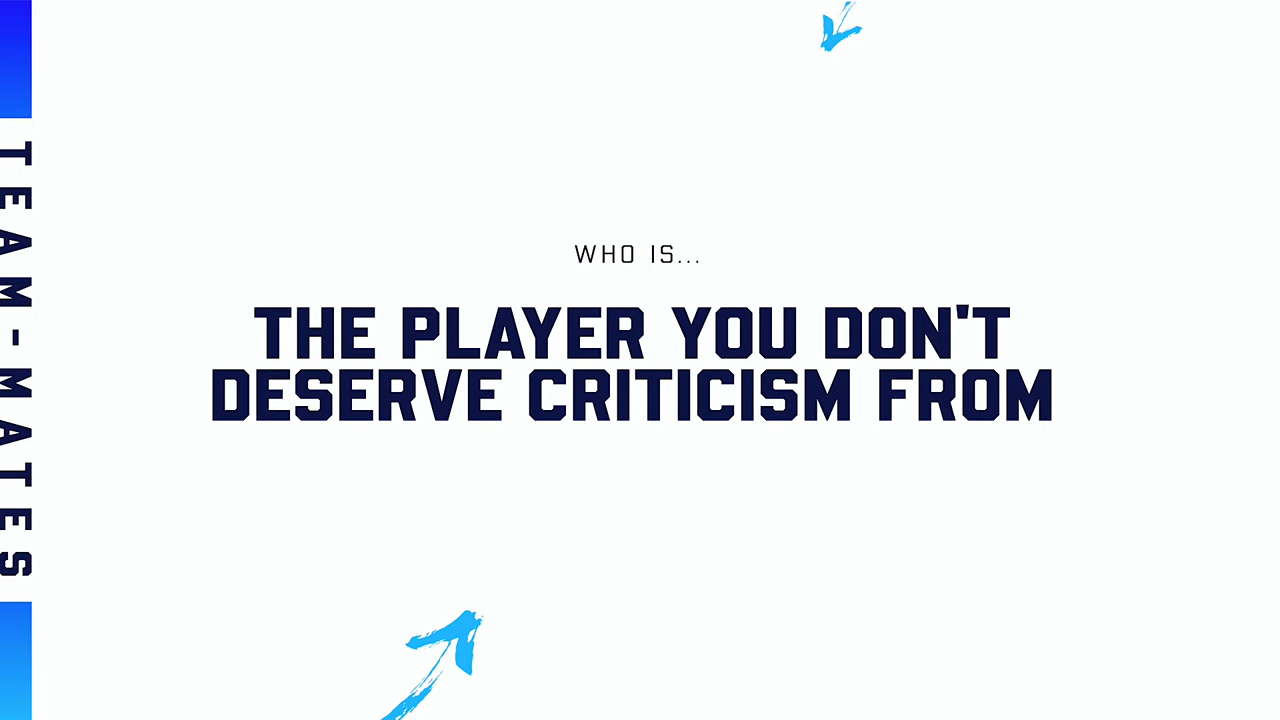 TEAM-MATES
WHO IS...
THE PLAYER YOU DON'T
DESERVE CRITICISM FROM